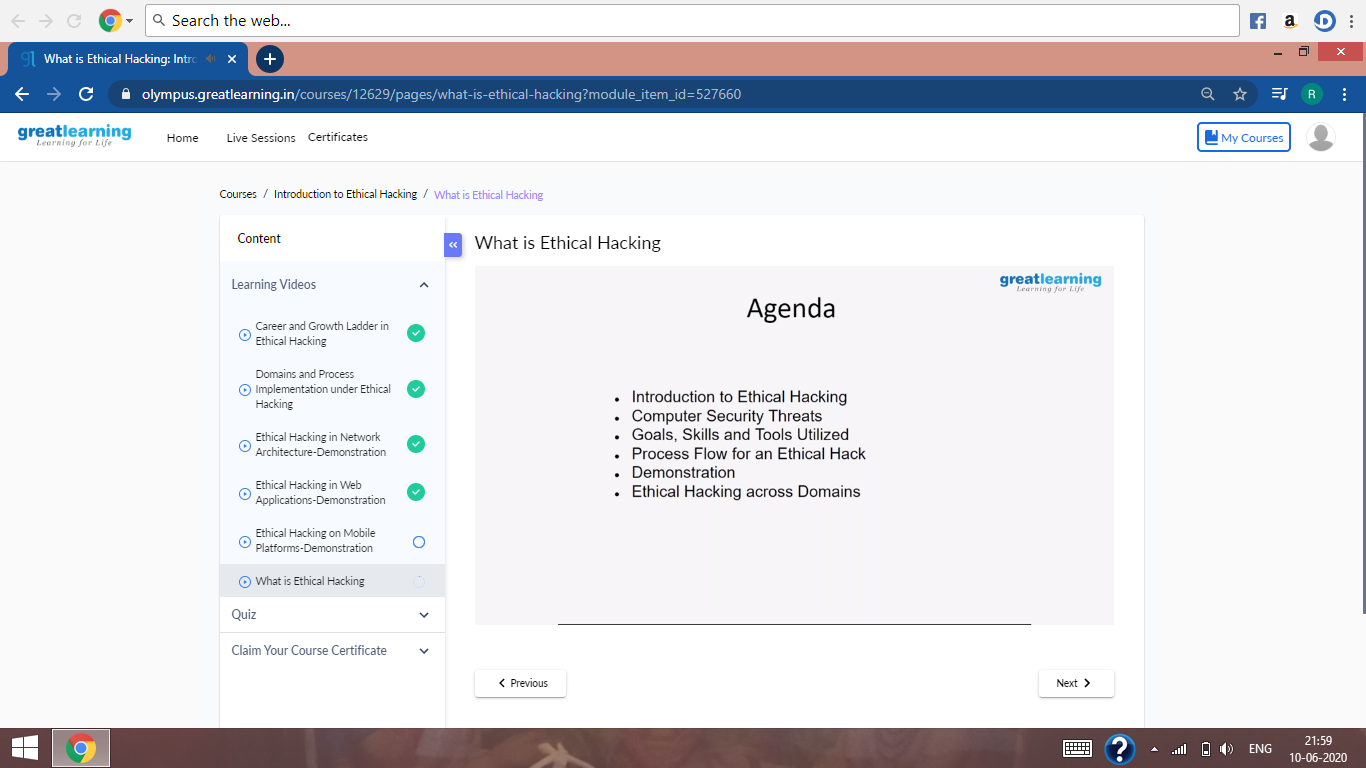 Search the web...
What is Ethical Hacking: Intro
olympus.greatlearning.in/courses/12629/pages/what-is-ethical-hacking?module_item_id=527660
R
greatlearning
Learning for Life
Home
Live Sessions
Certificates
My Courses
Courses / Introduction to Ethical Hacking / What is Ethical Hacking
Content
What is Ethical Hacking
Learning Videos
Career and Growth Ladder in
Ethical Hacking
Domains and Process
Implementation under Ethical
Hacking
Ethical Hacking in Network
Architecture-Demonstration
Ethical Hacking in Web
Applications-Demonstration
Ethical Hacking on Mobile
Platforms-Demonstration
What is Ethical Hacking
Quiz
Claim Your Course Certificate
greatlearning
Learning for Life
Agenda
• Introduction to Ethical Hacking
• Computer Security Threats
• Goals, Skills and Tools Utilized
• Process Flow for an Ethical Hack
• Demonstration
• Ethical Hacking across Domains
Previous
Next
ENG
21:59
10-06-2020